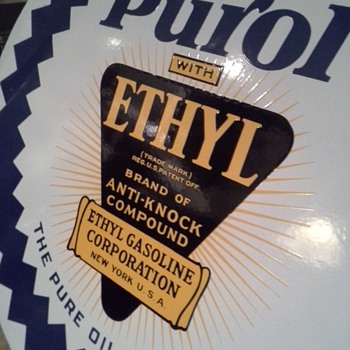 Purol
WITH
ETHYL
(TRADE MARK)
REG. U.S. PATENT OFF.
BRAND OF
ANTI-KNOCK
COMPOUND
ETHYL GASOLINE
CORPORATION
NEW YORK U.S.A.
THE PURE OIL